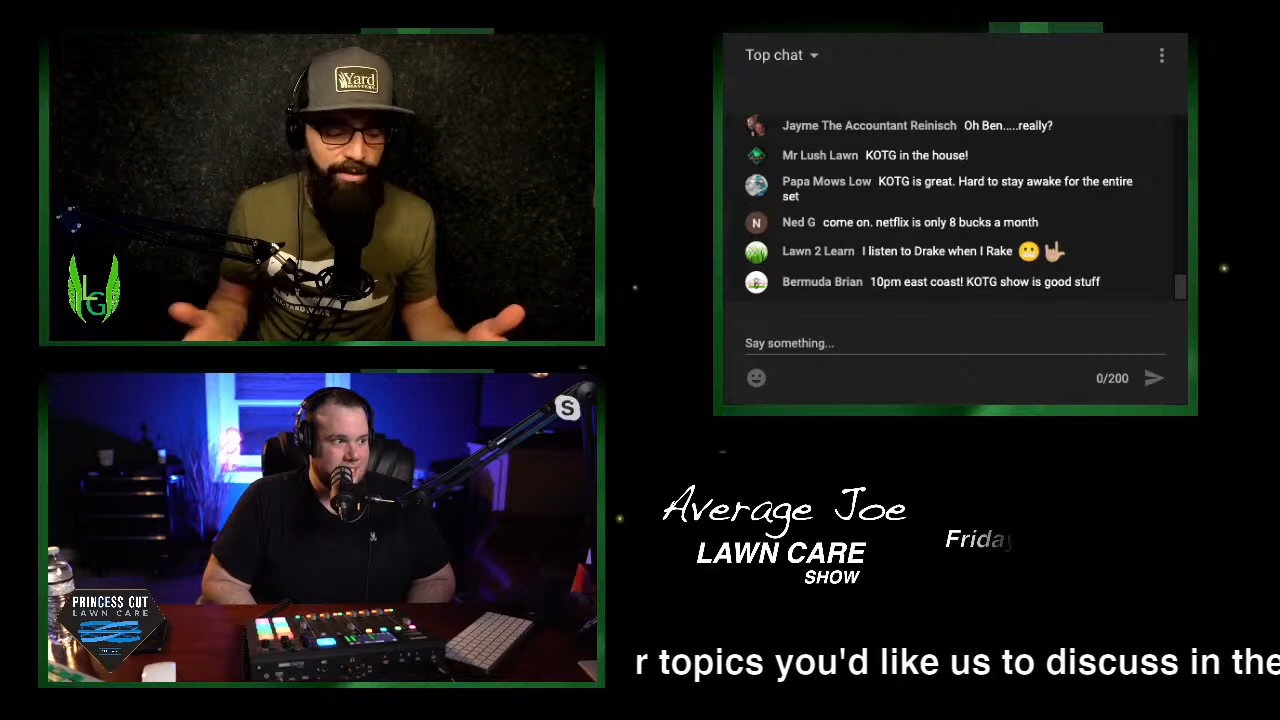 Yard
MASTERY
LG
Top chat
Jayme The Accountant Reinisch Oh Ben.....really?
Mr Lush Lawn KOTG in the house!
Papa Mows Low KOTG is great. Hard to stay awake for the entire
set
N
Ned G come on. netflix is only 8 bucks a month
Lawn 2 Learn I listen to Drake when I Rake 😬🤟🏼
Bermuda Brian 10pm east coast! KOTG show is good stuff
Say something...
0/200
S
PRINCESS CUT
LAWN CARE
Average Joe
LAWN CARE
SHOW
Friday
r topics you'd like us to discuss in the